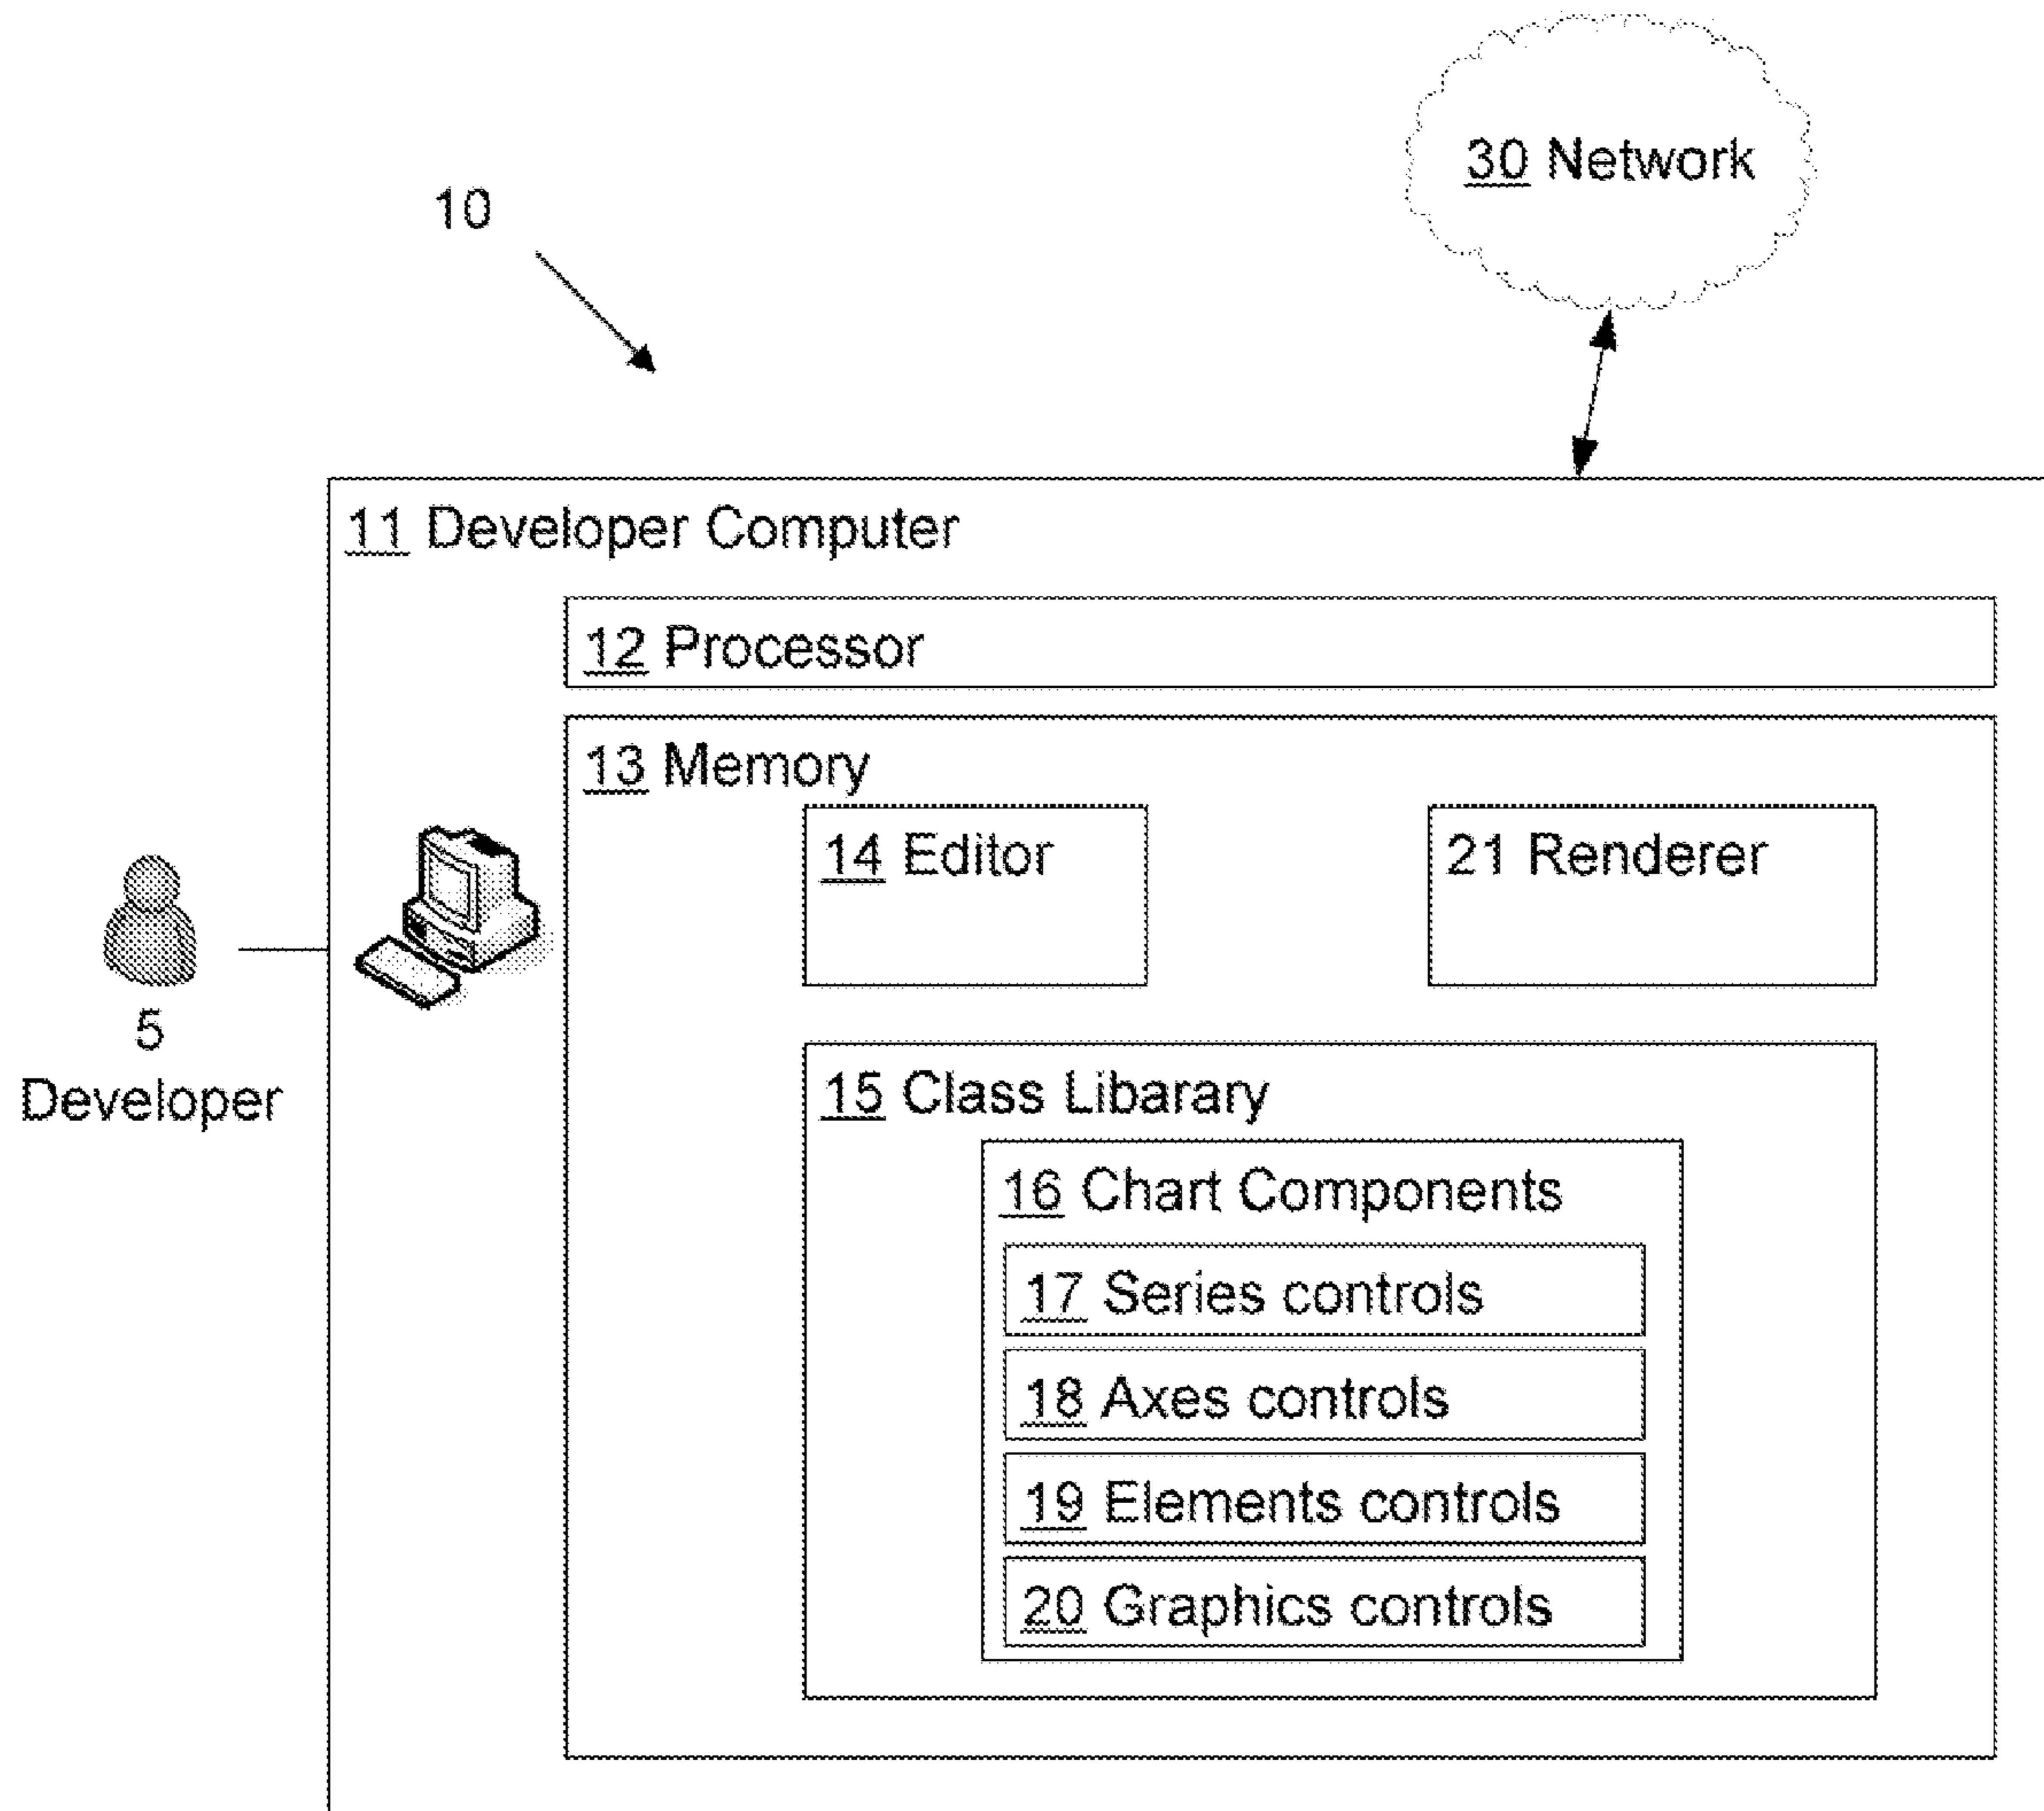 30 Network
10
11 Developer Computer
12 Processor
13 Memory
14 Editor
21 Renderer
5
Developer
15 Class Libarary
16 Chart Components
17 Series controls
18 Axes controls
19 Elements controls
20 Graphics controls